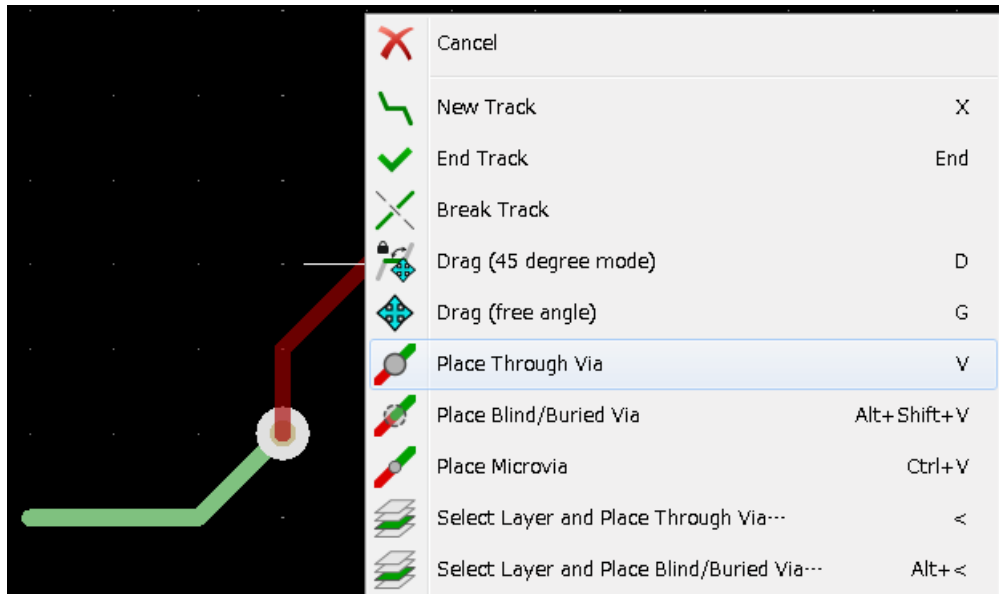 Cancel
New Track X
End Track End
Break Track
Drag (45 degree mode) D
Drag (free angle) G
Place Through Via V
Place Blind/Buried Via Alt+Shift+V
Place Microvia Ctrl+V
Select Layer and Place Through Via··· <
Select Layer and Place Blind/Buried Via··· Alt+<